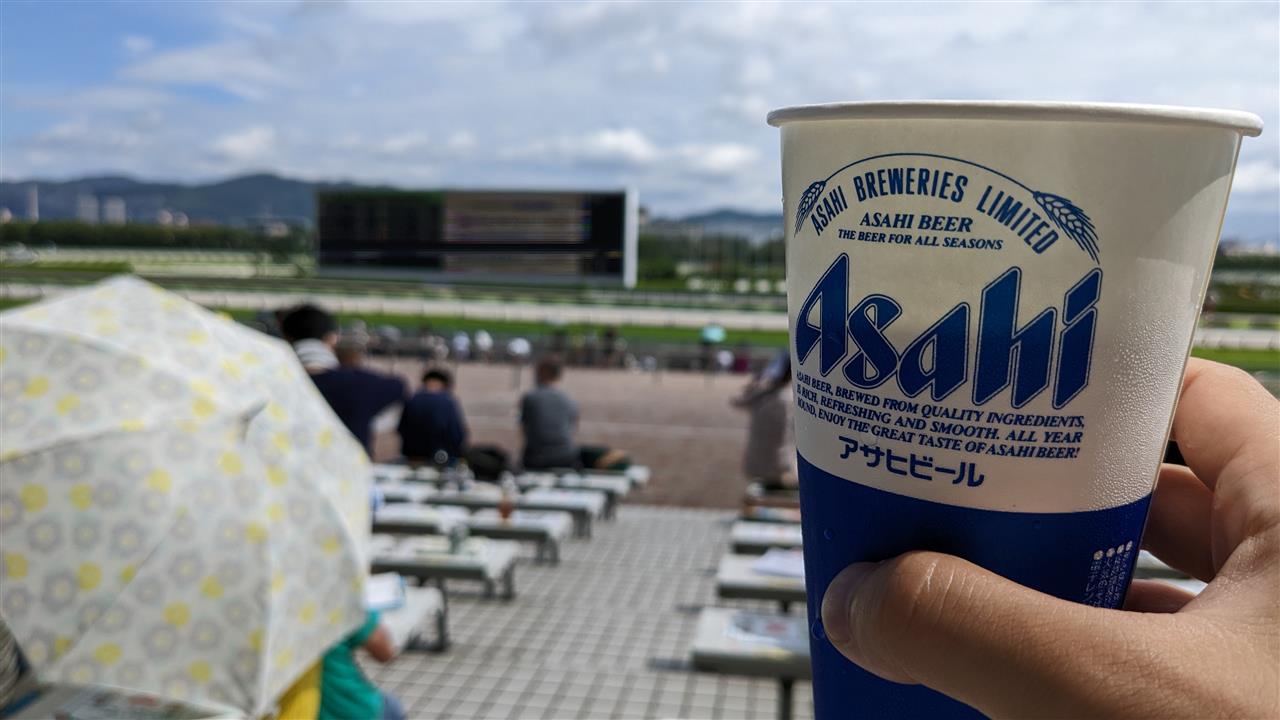 ASAHI BREWERIES LIMITED
ASAHI BEER
THE BEER FOR ALL SEASONS
Asahi
ASAHI BEER, BREWED FROM QUALITY INGREDIENTS,
IS RICH, REFRESHING AND SMOOTH. ALL YEAR
ROUND, ENJOY THE GREAT TASTE OF ASAHI BEER!
アサヒビール